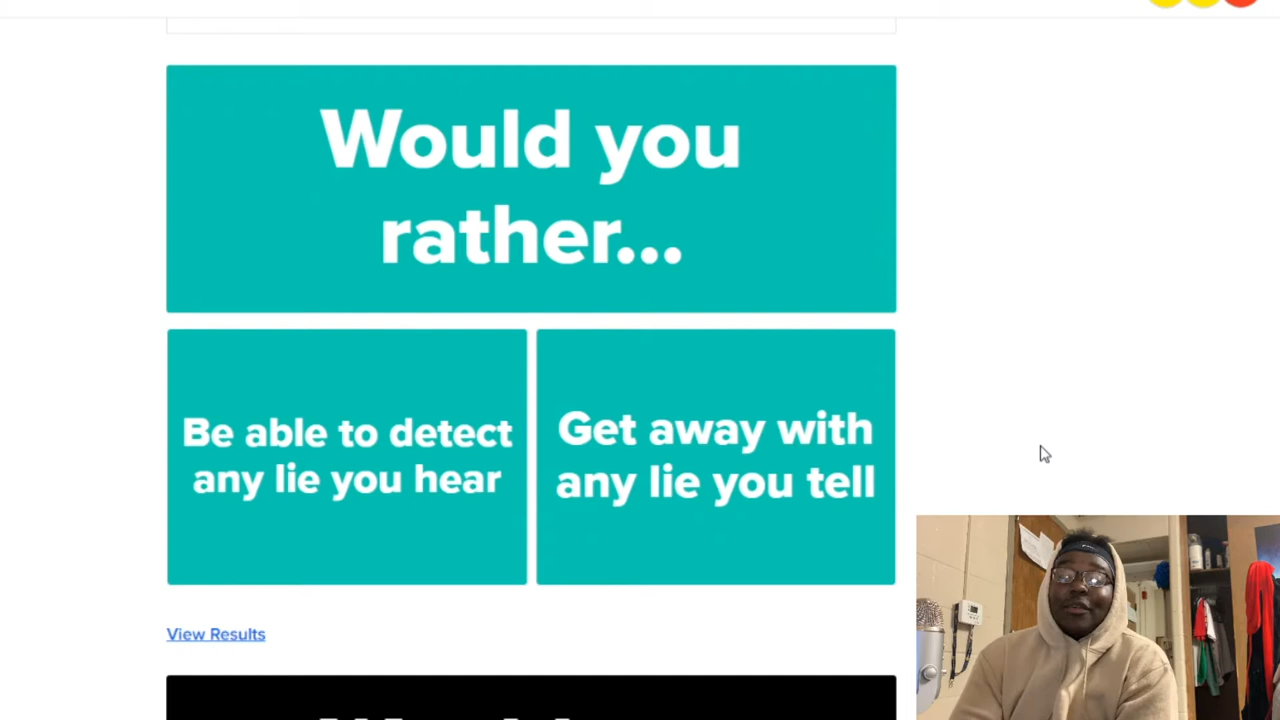 Would you
rather...
Be able to detect
any lie you hear
Get away with
any lie you tell
View Results